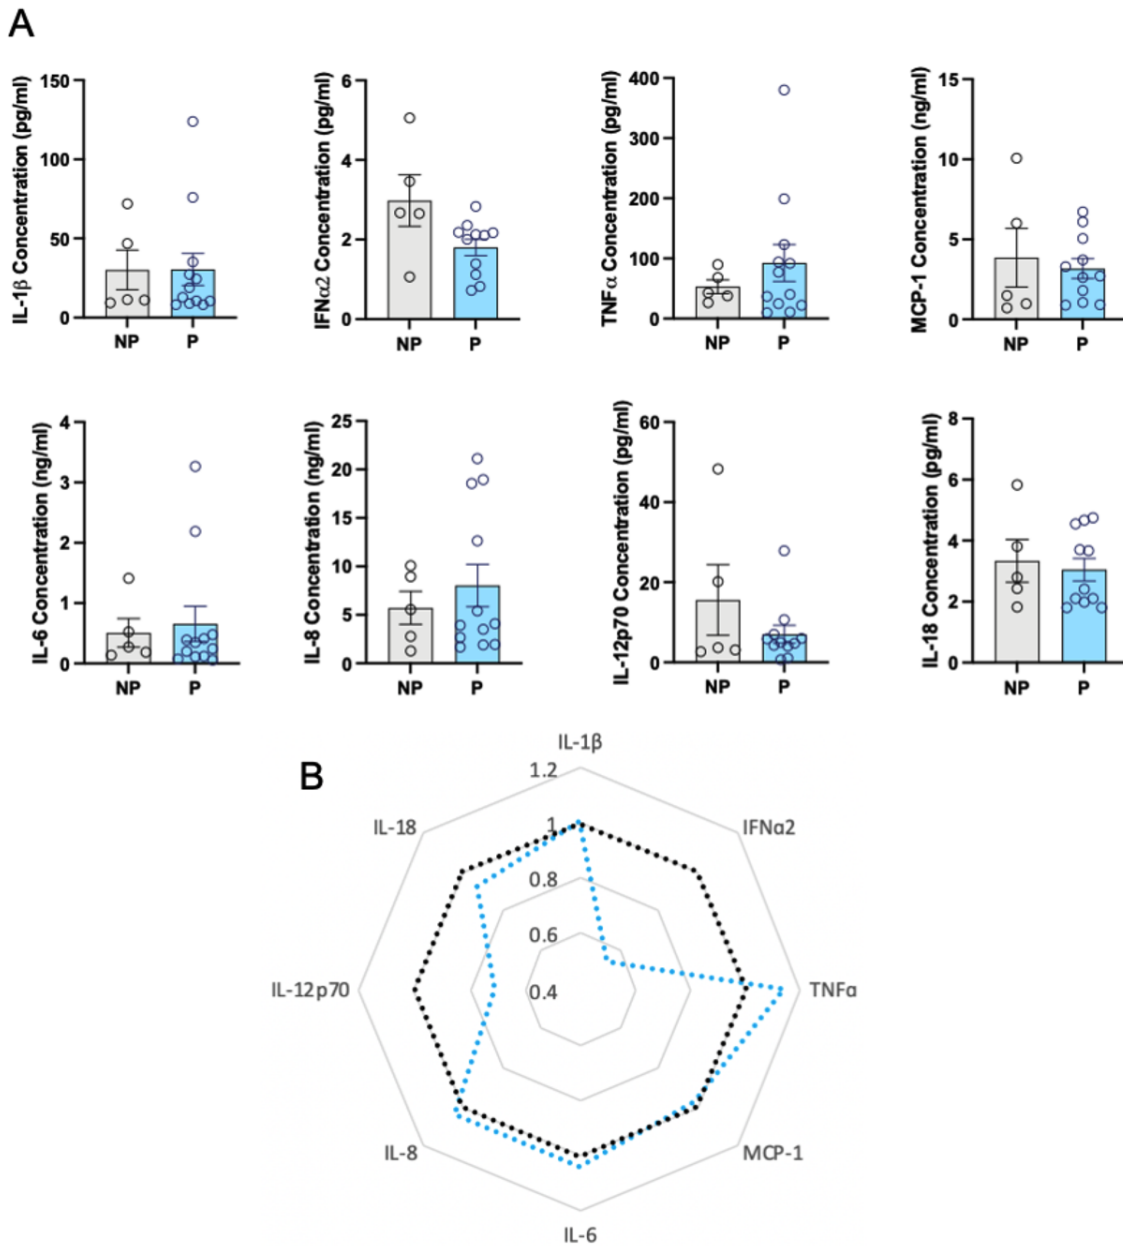 A
IL-1β Concentration (pg/ml)
150
100
50
0
NP
P
IFNα2 Concentration (pg/ml)
6
4
2
0
NP
P
TNFα Concentration (pg/ml)
400
300
200
100
0
NP
P
MCP-1 Concentration (ng/ml)
15
10
5
0
NP
P
IL-6 Concentration (ng/ml)
4
3
2
1
0
NP
P
IL-8 Concentration (ng/ml)
25
20
15
10
5
0
NP
P
IL-12p70 Concentration (pg/ml)
60
40
20
0
NP
P
IL-18 Concentration (pg/ml)
8
6
4
2
0
NP
P
B
IL-1β
1.2
1
0.8
0.6
0.4
IFNα2
TNFα
MCP-1
IL-6
IL-8
IL-12p70
IL-18